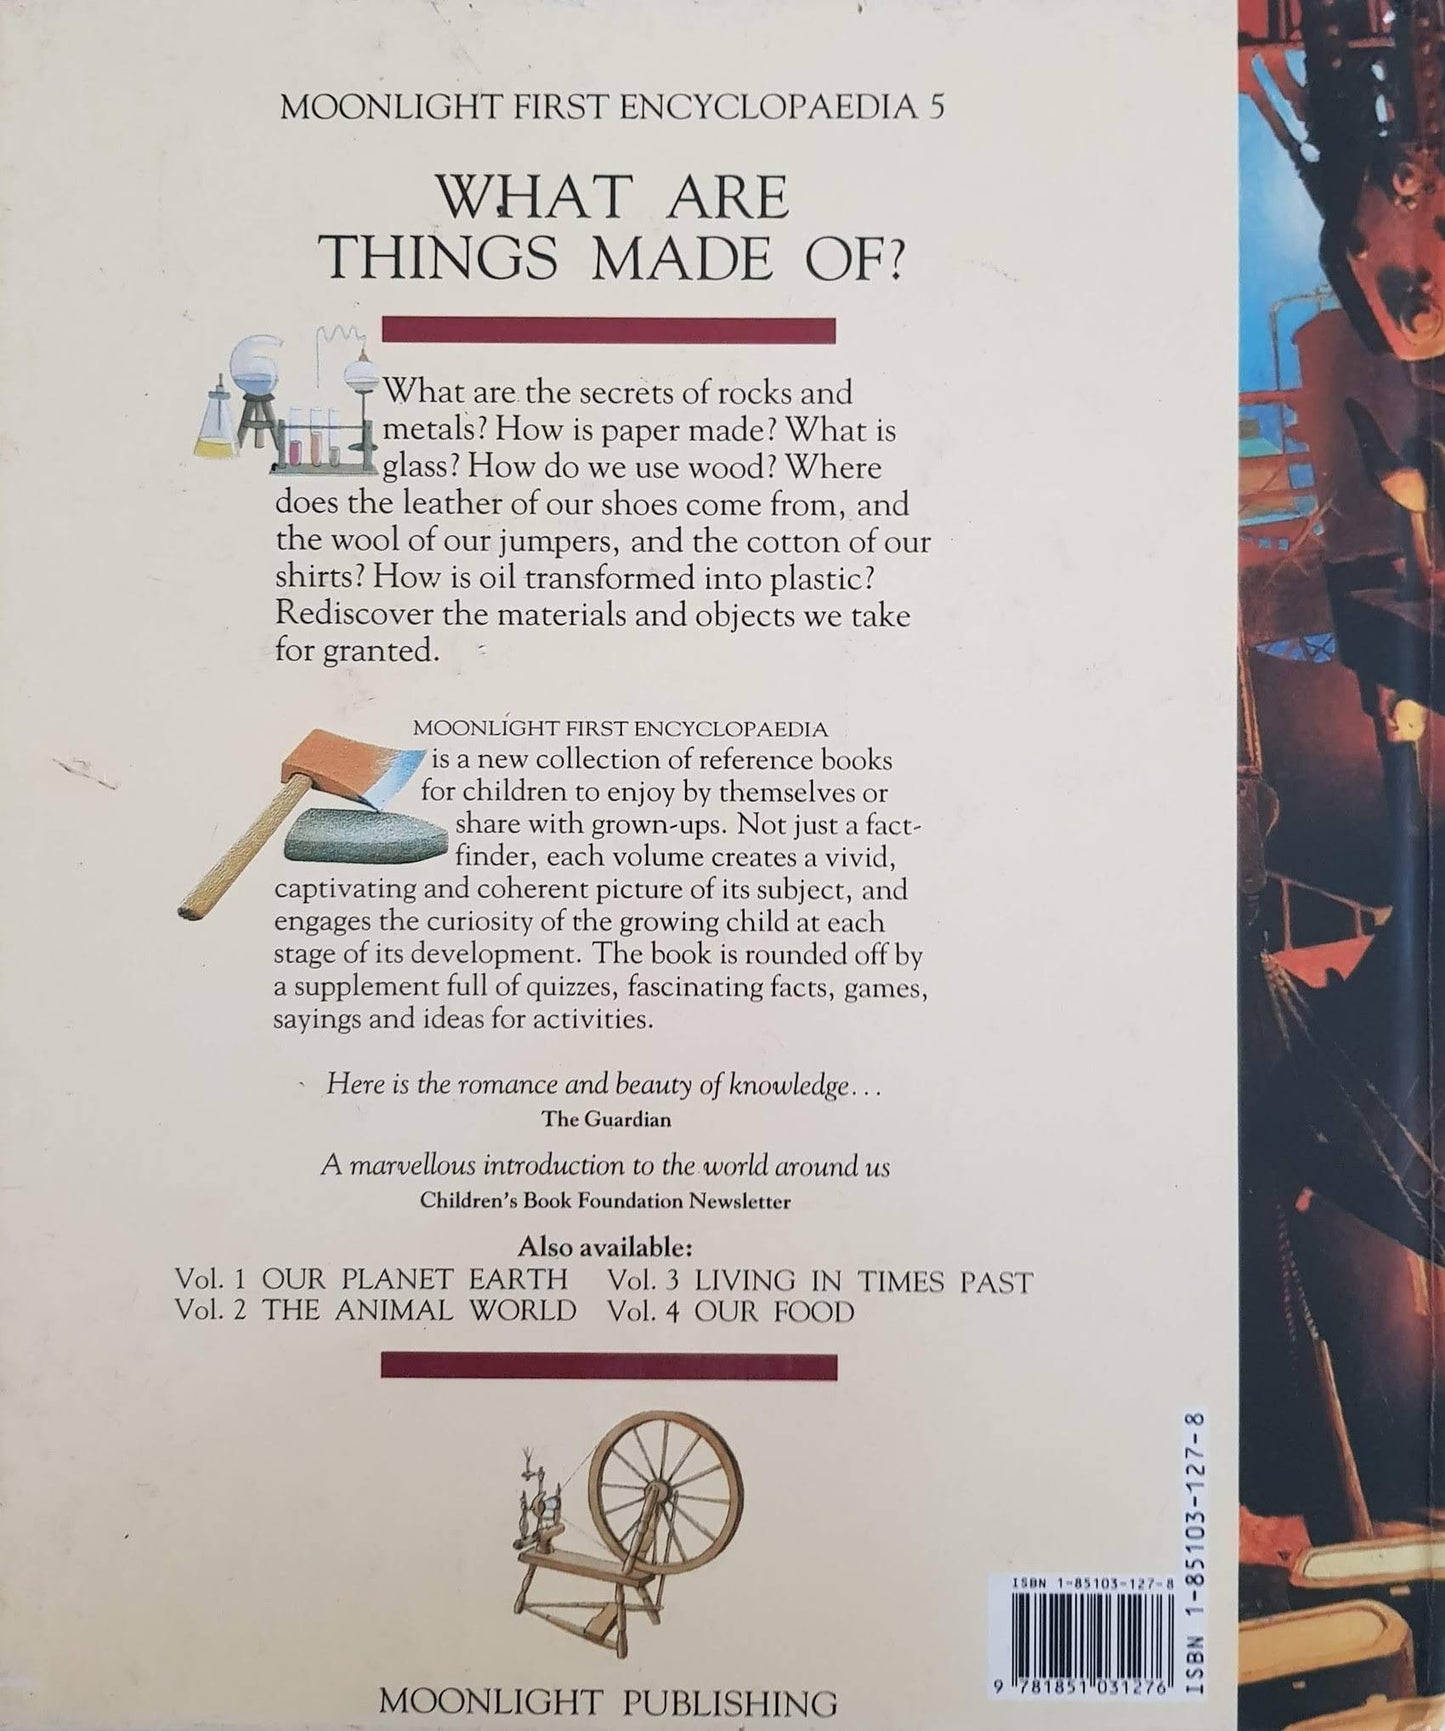 MOONLIGHT FIRST ENCYCLOPAEDIA 5
WHAT ARE
THINGS MADE OF?
What are the secrets of rocks and
metals? How is paper made? What is
glass? How do we use wood? Where
does the leather of our shoes come from, and
the wool of our jumpers, and the cotton of our
shirts? How is oil transformed into plastic?
Rediscover the materials and objects we take
for granted.
MOONLIGHT FIRST ENCYCLOPAEDIA
is a new collection of reference books
for children to enjoy by themselves or
share with grown-ups. Not just a fact-
finder, each volume creates a vivid,
captivating and coherent picture of its subject, and
engages the curiosity of the growing child at each
stage of its development. The book is rounded off by
a supplement full of quizzes, fascinating facts, games,
sayings and ideas for activities.
Here is the romance and beauty of knowledge...
The Guardian
A marvellous introduction to the world around us
Children's Book Foundation Newsletter
Also available:
Vol. 1 OUR PLANET EARTH Vol. 3 LIVING IN TIMES PAST
Vol. 2 THE ANIMAL WORLD Vol. 4 OUR FOOD
ISBN 1-85103-127-8
9 781851 031276
ISBN 1-85103-127-8
MOONLIGHT PUBLISHING